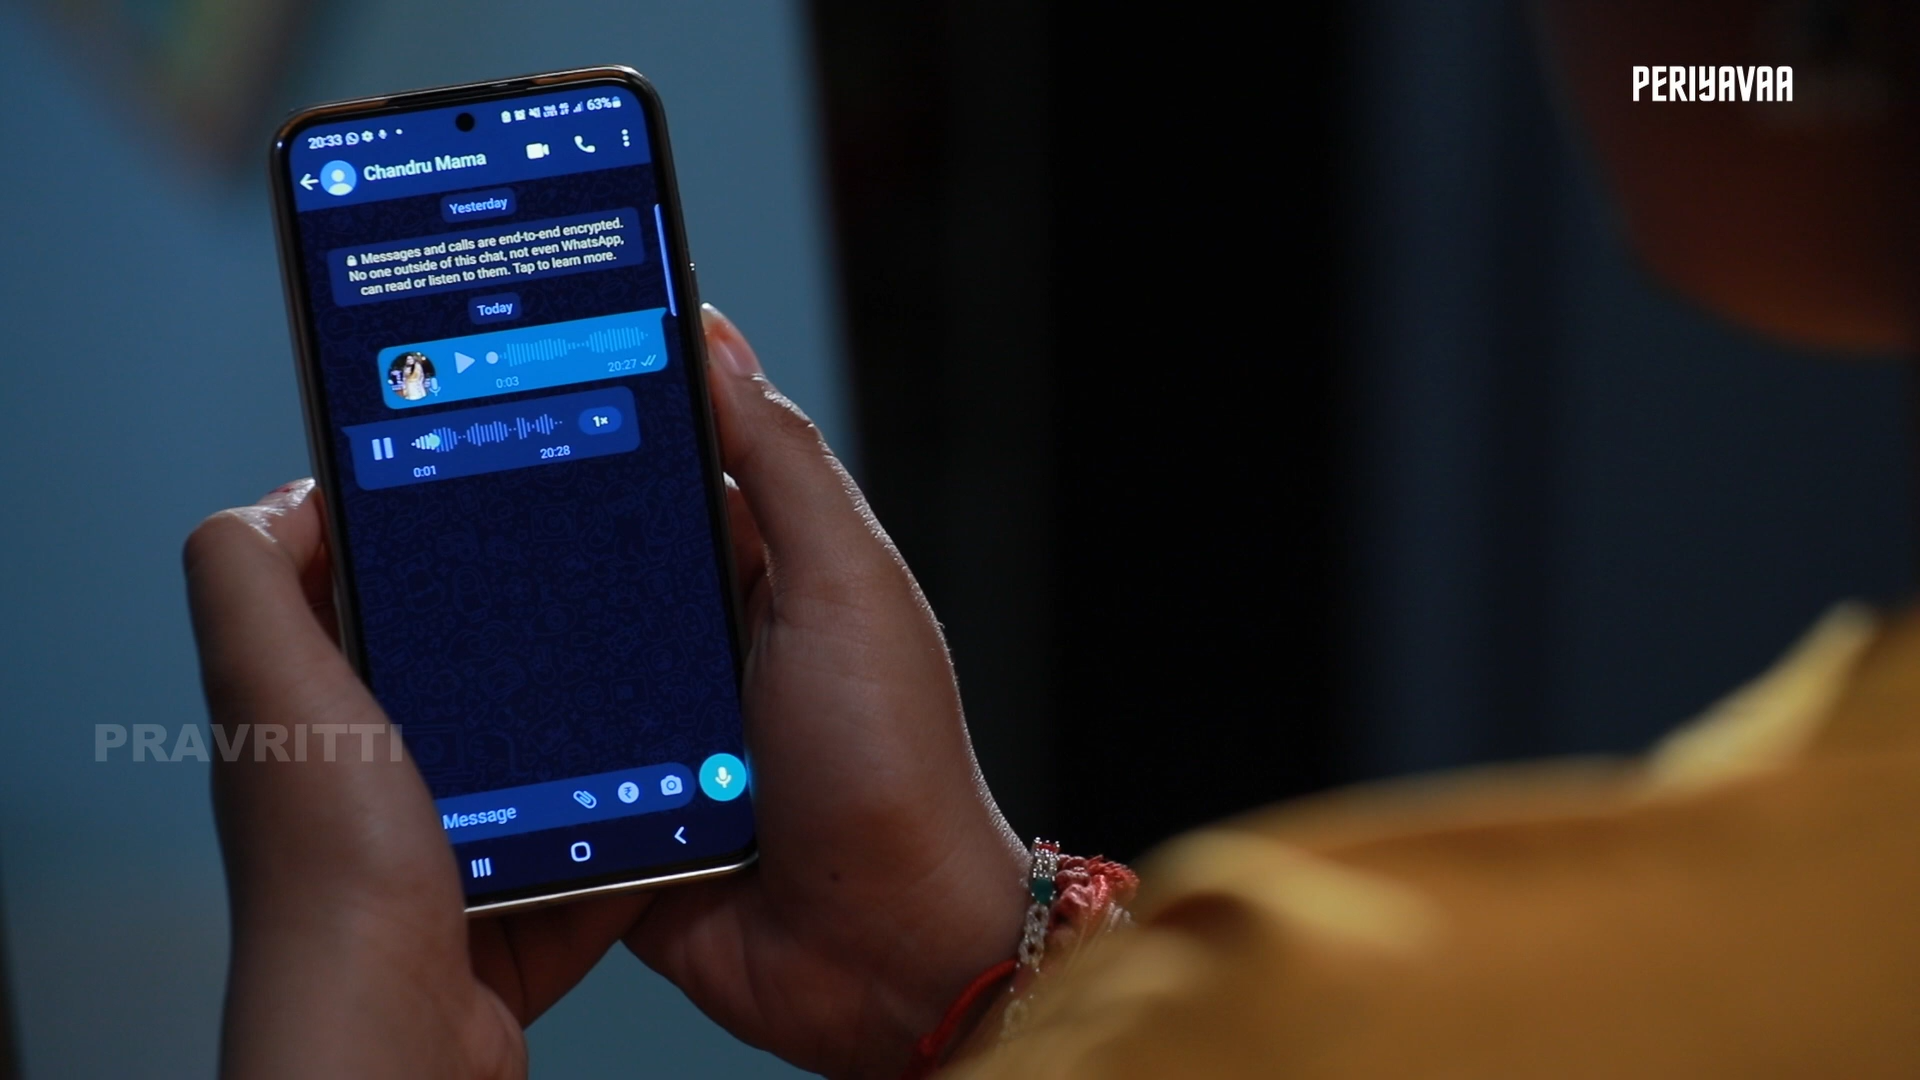 PERIYAVAA
20:33
63%
Chandru Mama
Yesterday
Messages and calls are end-to-end encrypted.
No one outside of this chat, not even WhatsApp,
can read or listen to them. Tap to learn more.
Today
0:03
20:27
1×
0:01
20:28
PRAVRITTI
Message